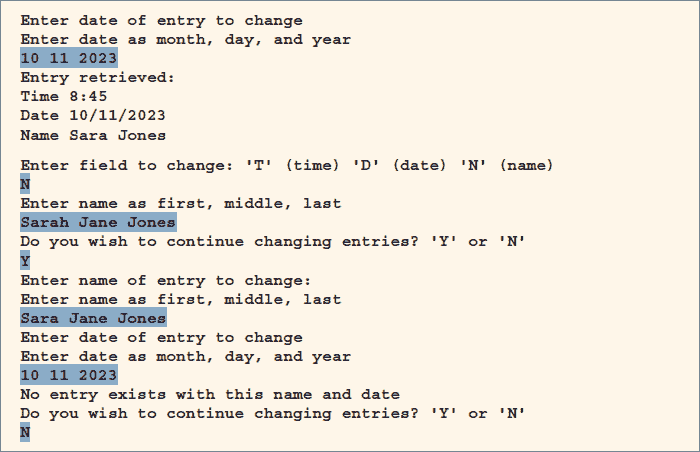 Enter date of entry to change
Enter date as month, day, and year
10 11 2023
Entry retrieved:
Time 8:45
Date 10/11/2023
Name Sara Jones
Enter field to change: 'T' (time) 'D' (date) 'N' (name)
N
Enter name as first, middle, last
Sarah Jane Jones
Do you wish to continue changing entries? 'Y' or 'N'
Y
Enter name of entry to change:
Enter name as first, middle, last
Sara Jane Jones
Enter date of entry to change
Enter date as month, day, and year
10 11 2023
No entry exists with this name and date
Do you wish to continue changing entries? 'Y' or 'N'
N